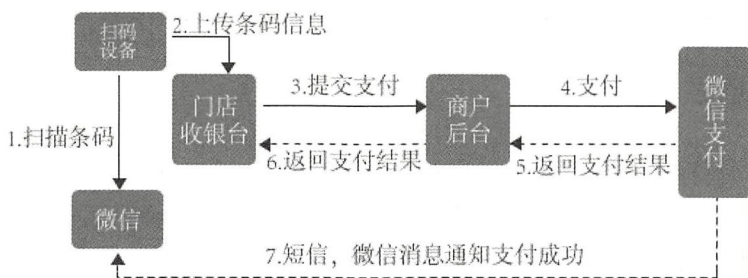 扫码
设备
2.上传条码信息
门店
收银台
3.提交支付
商户
后台
4.支付
微信支付
1.扫描条码
6.返回支付结果
5.返回支付结果
微信
7.短信，微信消息通知支付成功